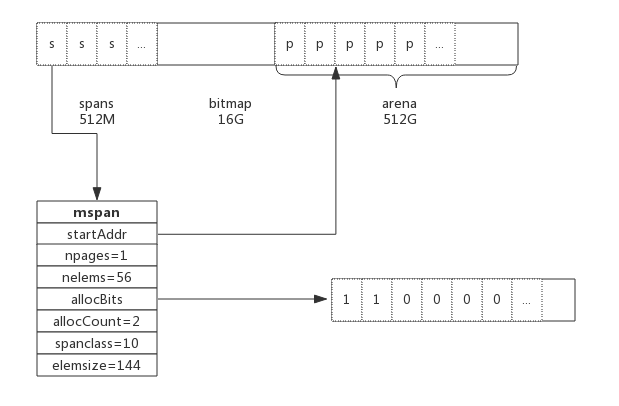 s s s ... p p p p p ...
spans bitmap arena
512M 16G 512G
mspan
startAddr
npages=1
nelems=56
allocBits
allocCount=2
spanclass=10
elemsize=144
1 1 0 0 0 0 ...